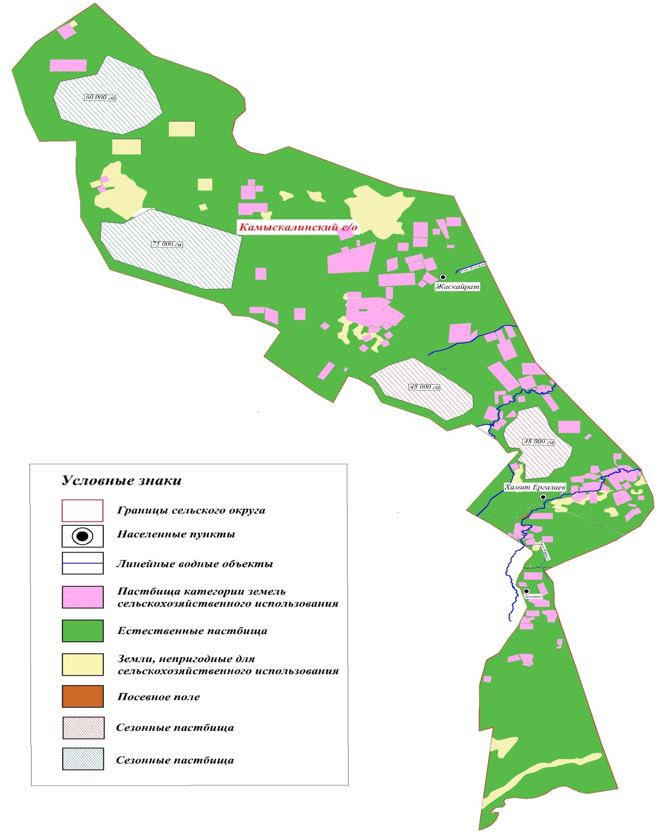 60 000 га
75 000 га
Камыскалинский с/о
Жаскайрат
48 000 га
48 000 га
Хамит Ергалиев
Условные знаки
Границы сельского округа
Населенные пункты
Линейные водные объекты
Пастбища категории земель
сельскохозяйственного использования
Естественные пастбища
Земли, непригодные для
сельскохозяйственного использования
Посевное поле
Сезонные пастбища
Сезонные пастбища